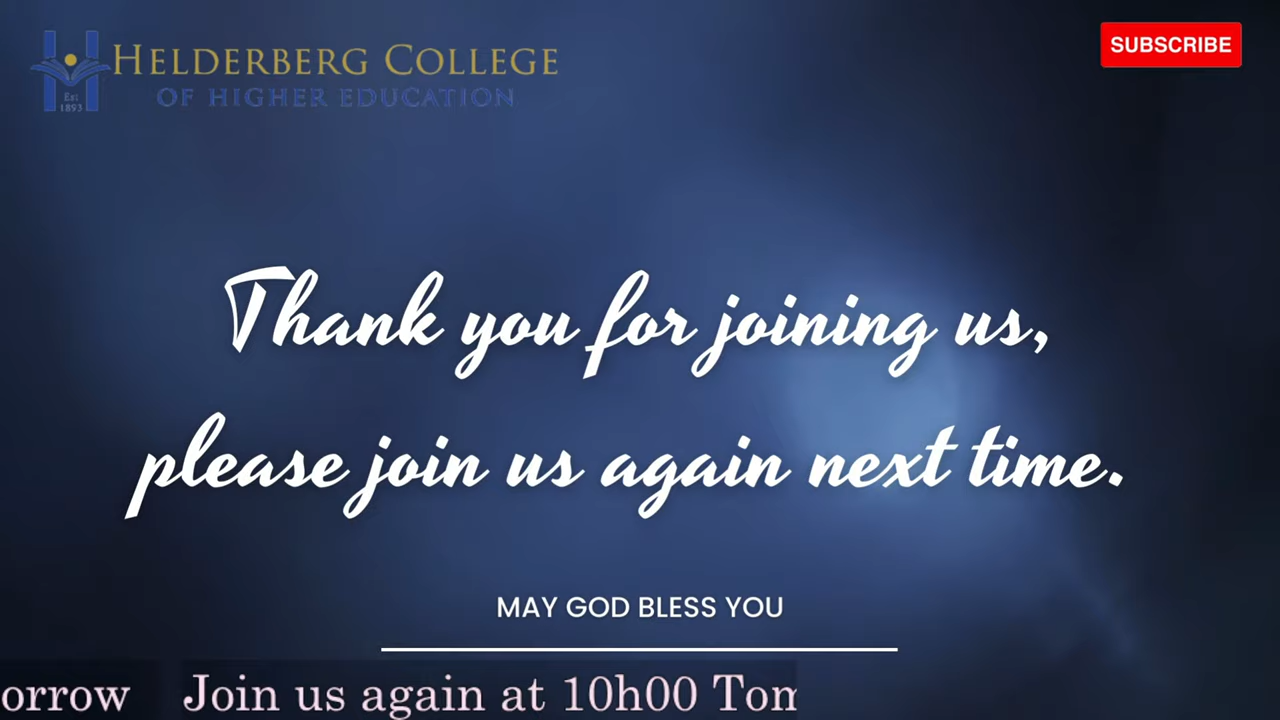 HELDERBERG COLLEGE
OF HIGHER EDUCATION
Est
1893
SUBSCRIBE
Thank you for joining us,
please join us again next time.
MAY GOD BLESS YOU
orrow Join us again at 10h00 Tom